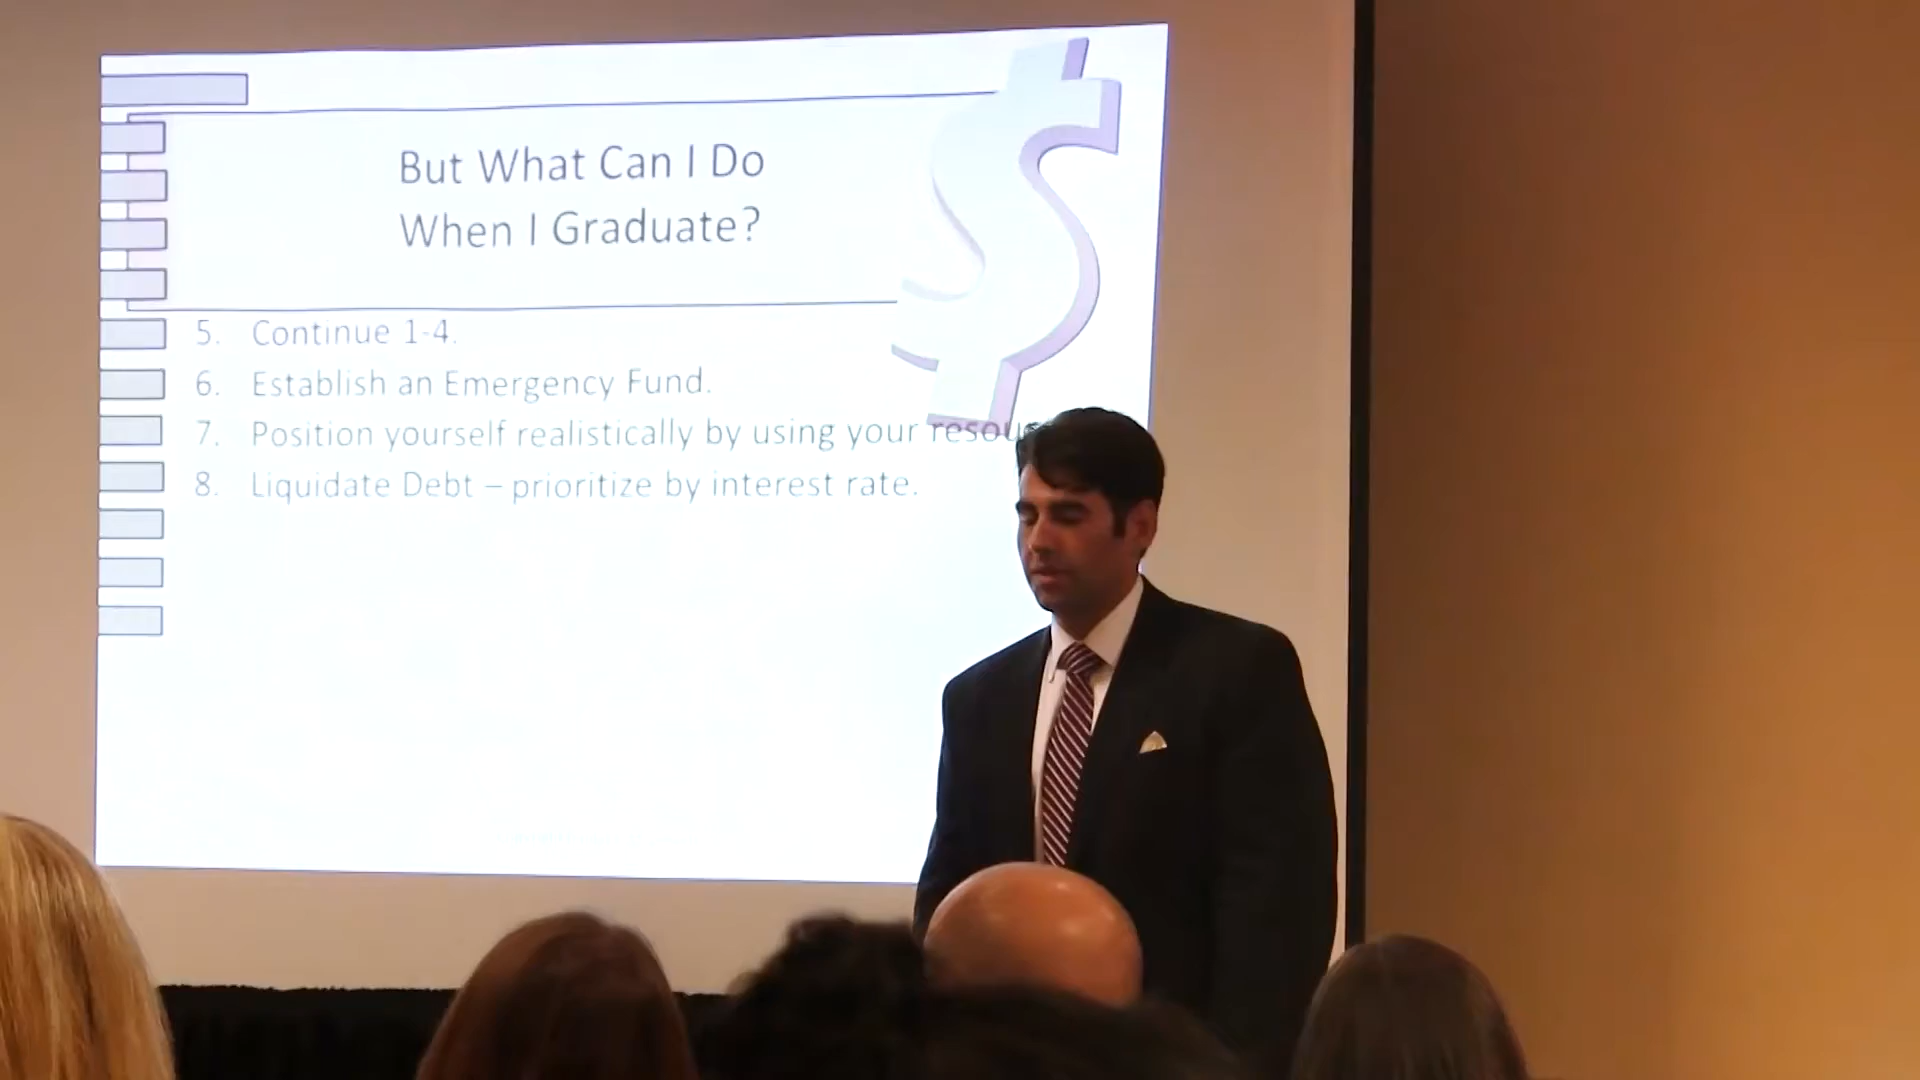 But What Can I Do
When I Graduate?
5. Continue 1-4.
6. Establish an Emergency Fund.
7. Position yourself realistically by using your
8. Liquidate Debt – prioritize by interest rate.